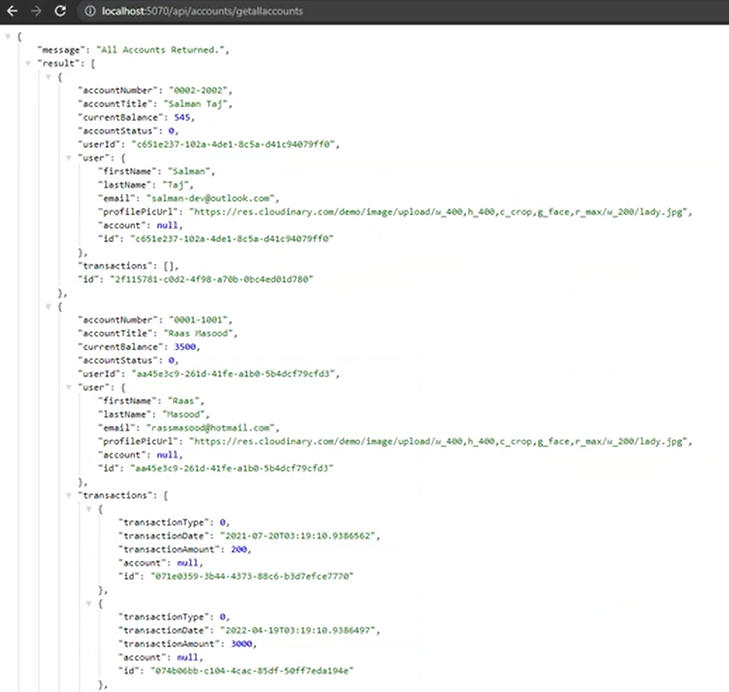 localhost:5070/api/accounts/getallaccounts
{
"message": "All Accounts Returned.",
"result": [
{
"accountNumber": "0002-2002",
"accountTitle": "Salman Taj",
"currentBalance": 545,
"accountStatus": 0,
"userId": "c651e237-102a-4de1-8c5a-d41c94079ff0",
"user": {
"firstName": "Salman",
"lastName": "Taj",
"email": "salman-dev@outlook.com",
"profilePicUrl": "https://res.cloudinary.com/demo/image/upload/w_400,h_400,c_crop,g_face,r_max/w_200/lady.jpg",
"account": null,
"id": "c651e237-102a-4de1-8c5a-d41c94079ff0"
},
"transactions": [],
"id": "2f115781-c0d2-4f98-a70b-0bc4ed01d780"
},
{
"accountNumber": "0001-1001",
"accountTitle": "Raas Masood",
"currentBalance": 3500,
"accountStatus": 0,
"userId": "aa45e3c9-261d-41fe-a1b0-5b4dcf79cfd3",
"user": {
"firstName": "Raas",
"lastName": "Masood",
"email": "rassmasood@hotmail.com",
"profilePicUrl": "https://res.cloudinary.com/demo/image/upload/w_400,h_400,c_crop,g_face,r_max/w_200/lady.jpg",
"account": null,
"id": "aa45e3c9-261d-41fe-a1b0-5b4dcf79cfd3"
},
"transactions": [
{
"transactionType": 0,
"transactionDate": "2021-07-20T03:19:10.9386562",
"transactionAmount": 200,
"account": null,
"id": "071e0359-3b44-4373-88c6-b3d7efce7770"
},
{
"transactionType": 0,
"transactionDate": "2022-04-19T03:19:10.9386497",
"transactionAmount": 3000,
"account": null,
"id": "074b06bb-c104-4cac-85df-50ff7eda194e"
},